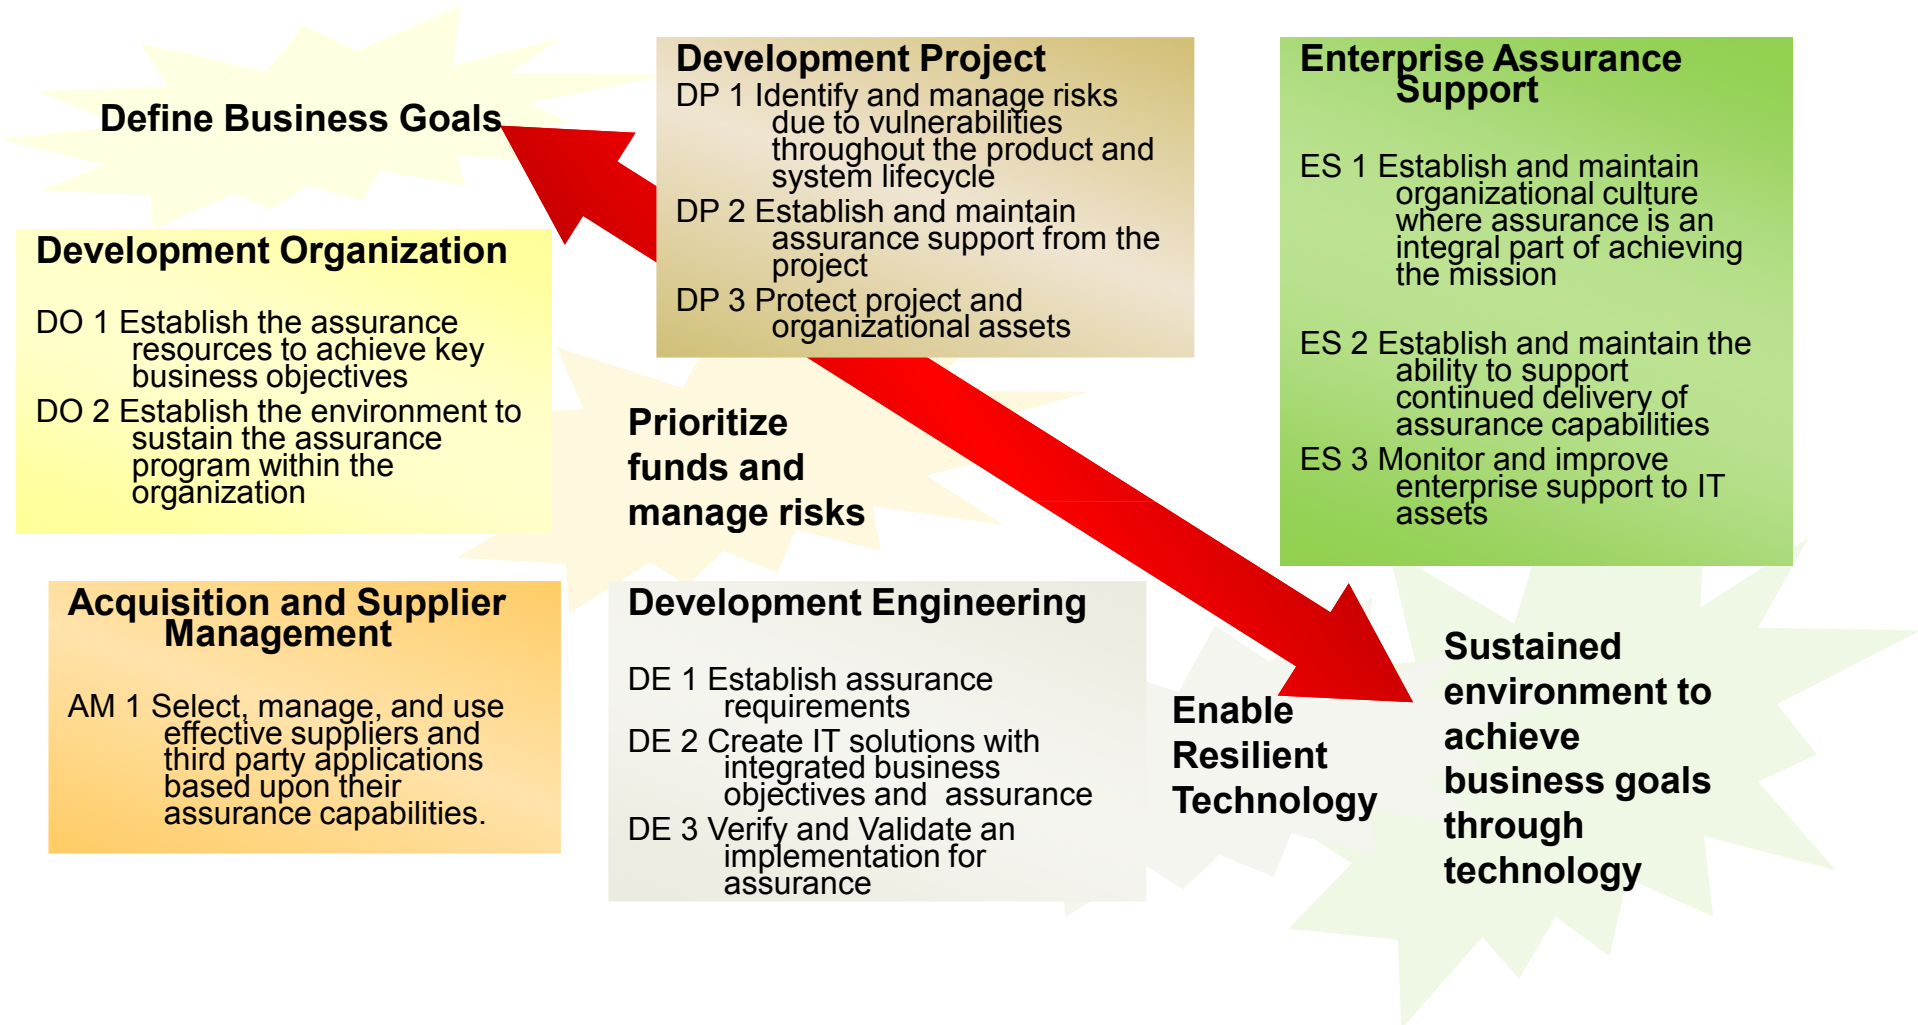 Define Business Goals
Development Organization
DO 1 Establish the assurance
resources to achieve key
business objectives
DO 2 Establish the environment to
sustain the assurance
program within the
organization
Acquisition and Supplier
Management
AM 1 Select, manage, and use
effective suppliers and
third party applications
based upon their
assurance capabilities.
Development Project
DP 1 Identify and manage risks
due to vulnerabilities
throughout the product and
system lifecycle
DP 2 Establish and maintain
assurance support from the
project
DP 3 Protect project and
organizational assets
Prioritize
funds and
manage risks
Development Engineering
DE 1 Establish assurance
requirements
DE 2 Create IT solutions with
integrated business
objectives and  assurance
DE 3 Verify and Validate an
implementation for
assurance
Enterprise Assurance
Support
ES 1 Establish and maintain
organizational culture
where assurance is an
integral part of achieving
the mission
ES 2 Establish and maintain the
ability to support
continued delivery of
assurance capabilities
ES 3 Monitor and improve
enterprise support to IT
assets
Enable
Resilient
Technology
Sustained
environment to
achieve
business goals
through
technology